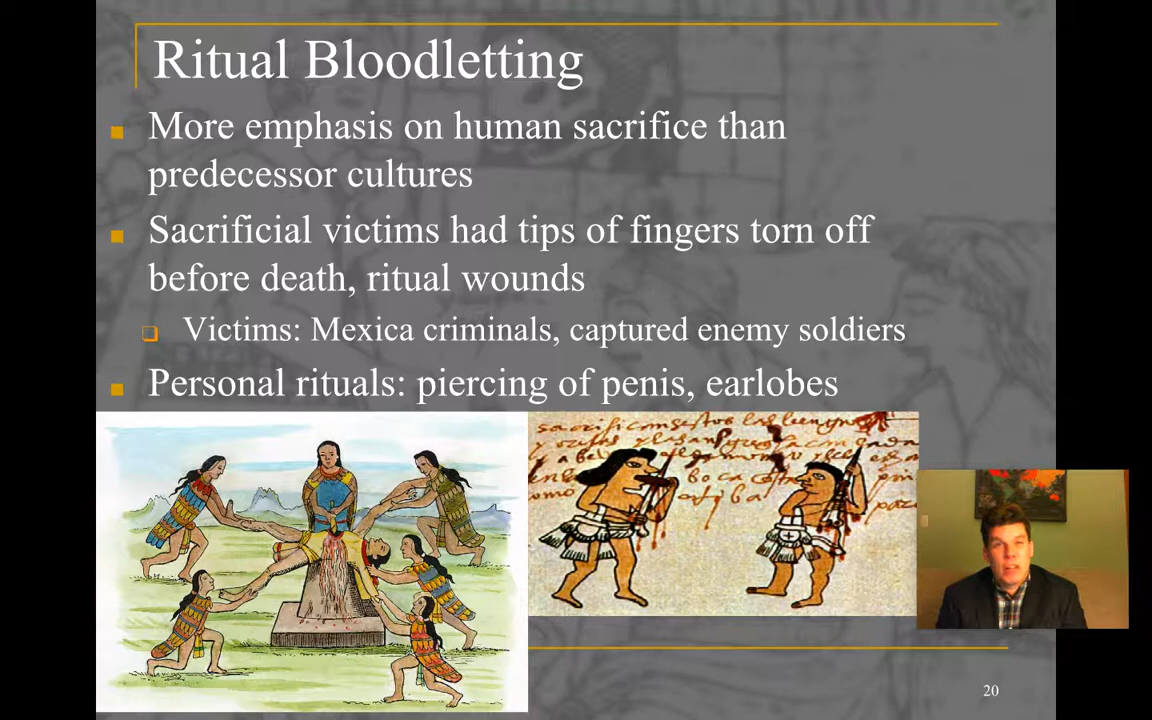 Ritual Bloodletting
More emphasis on human sacrifice than
predecessor cultures
Sacrificial victims had tips of fingers torn off
before death, ritual wounds
Victims: Mexica criminals, captured enemy soldiers
Personal rituals: piercing of penis, earlobes
20